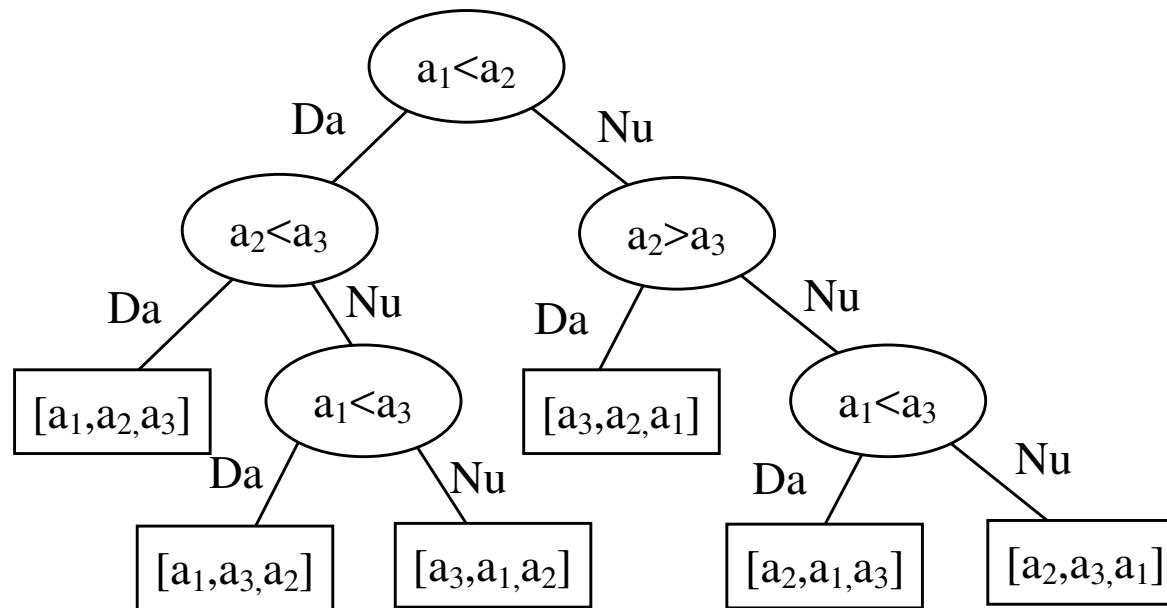 a₁<a₂
Da Nu
a₂<a₃ a₂>a₃
Da Nu Da Nu
[a₁,a₂,a₃] a₁<a₃ [a₃,a₂,a₁] a₁<a₃
Da Nu Da Nu
[a₁,a₃,a₂] [a₃,a₁,a₂] [a₂,a₁,a₃] [a₂,a₃,a₁]